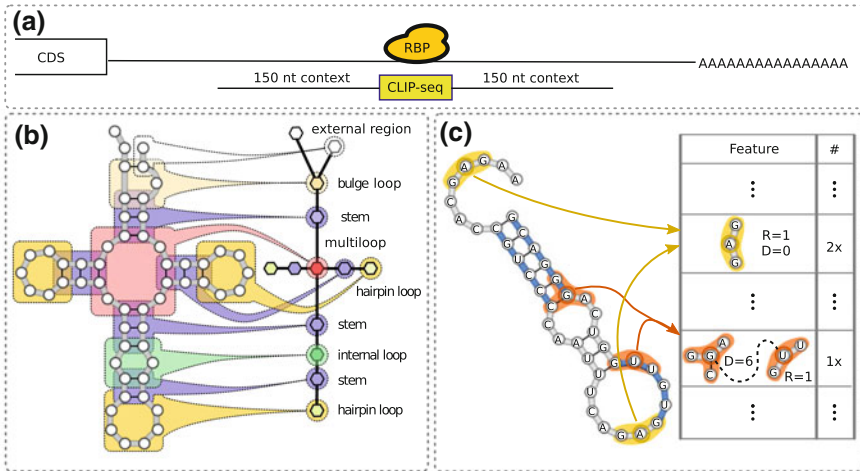 (a)
CDS
RBP
AAAAAAAAAAAAAAAA
150 nt context
CLIP-seq
150 nt context
(b)
external region
bulge loop
stem
multiloop
hairpin loop
stem
internal loop
stem
hairpin loop
(c)
Feature
#
G
A
G
R=1
D=0
2x
G
G
A
C
D=6
G
U
U
R=1
1x